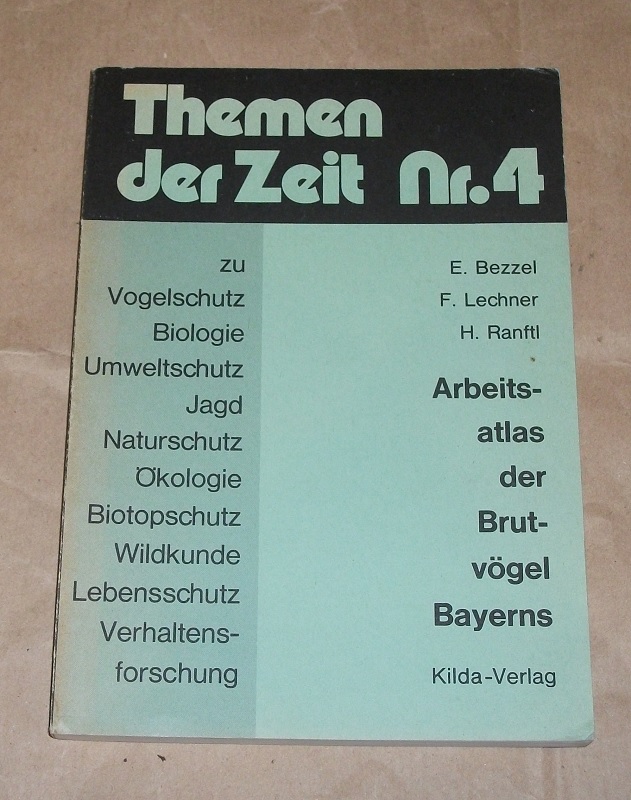 Themen
der Zeit Nr. 4
zu
Vogelschutz
Biologie
Umweltschutz
Jagd
Naturschutz
Ökologie
Biotopschutz
Wildkunde
Lebensschutz
Verhaltens-
forschung
E. Bezzel
F. Lechner
H. Ranftl
Arbeits-
atlas
der
Brut-
vögel
Bayerns
Kilda-Verlag